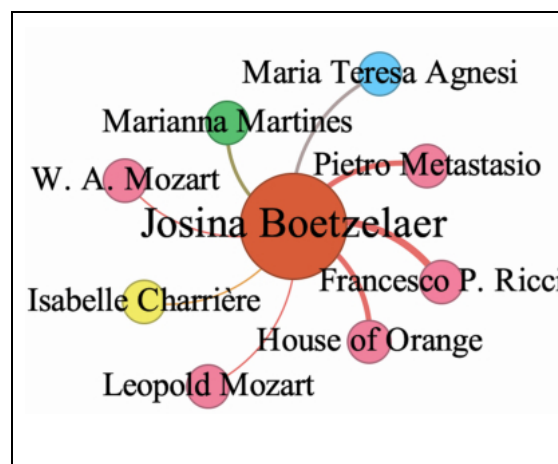 Maria Teresa Agnesi
Marianna Martines
Pietro Metastasio
W. A. Mozart
Josina Boetzelaer
Francesco P. Ricci
Isabelle Charrière
House of Orange
Leopold Mozart